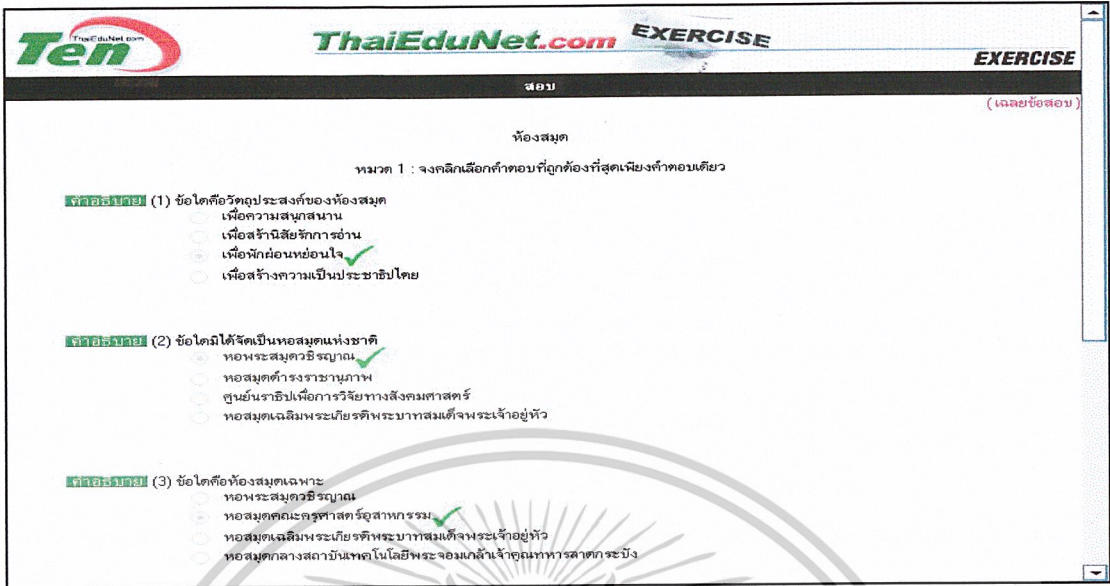 ThaiEduNet.com
Ten
ThaiEduNet.com EXERCISE
EXERCISE
สอบ
(เฉลยข้อสอบ)
ห้องสมุด
หมวด 1 : จงคลิกเลือกคำตอบที่ถูกต้องที่สุดเพียงคำตอบเดียว
คำอธิบาย (1) ข้อใดคือวัตถุประสงค์ของห้องสมุด
เพื่อความสนุกสนาน
เพื่อสร้านิสัยรักการอ่าน
เพื่อพักผ่อนหย่อนใจ
เพื่อสร้างความเป็นประชาธิปไตย
คำอธิบาย (2) ข้อใดมิได้จัดเป็นหอสมุดแห่งชาติ
หอพระสมุดวชิรญาณ
หอสมุดดำรงราชานุภาพ
ศูนย์นราธิปเพื่อการวิจัยทางสังคมศาสตร์
หอสมุดเฉลิมพระเกียรติพระบาทสมเด็จพระเจ้าอยู่หัว
คำอธิบาย (3) ข้อใดคือห้องสมุดเฉพาะ
หอพระสมุดวชิรญาณ
หอสมุดคณะครุศาสตร์อุสาหกรรม
หอสมุดเฉลิมพระเกียรติพระบาทสมเด็จพระเจ้าอยู่หัว
หอสมุดกลางสถาบันเทคโนโลยีพระจอมเกล้าเจ้าคุณทหารลาดกระบัง